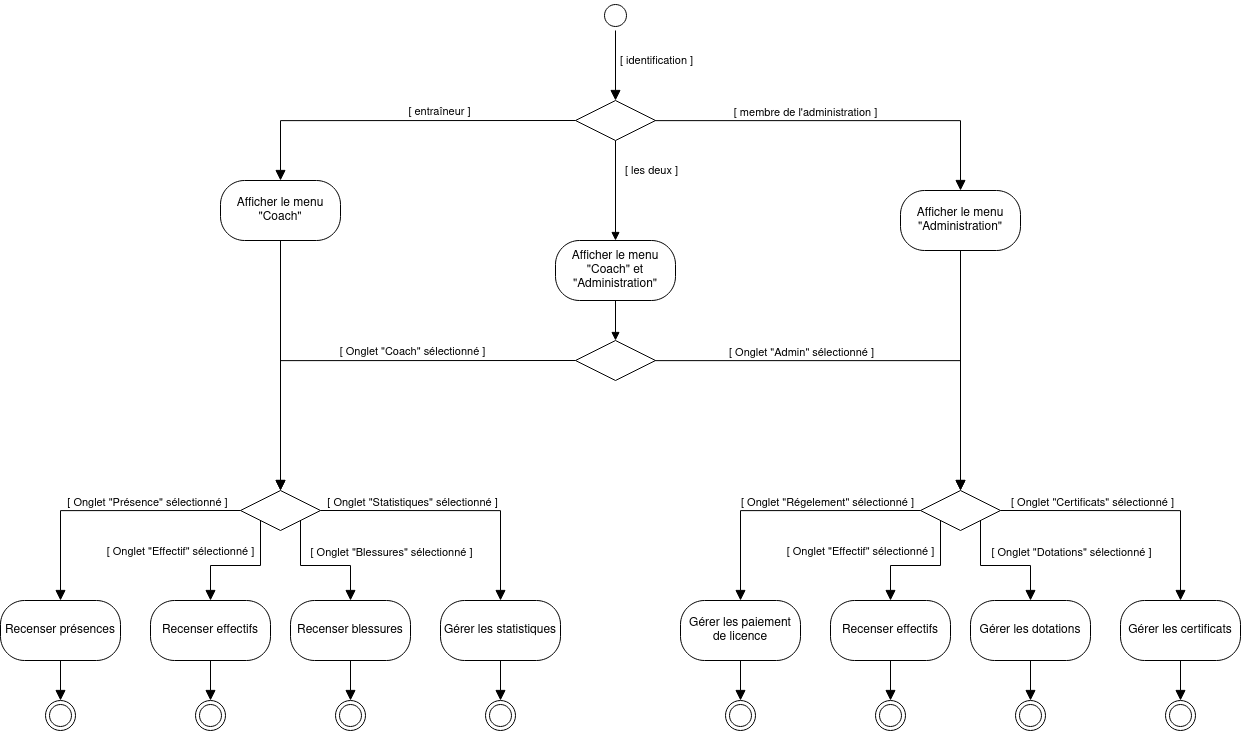 [ identification ]
[ entraîneur ]
[ membre de l'administration ]
[ les deux ]
Afficher le menu
"Coach"
Afficher le menu
"Administration"
Afficher le menu
"Coach" et
"Administration"
[ Onglet "Coach" sélectionné ]
[ Onglet "Admin" sélectionné ]
[ Onglet "Présence" sélectionné ]
[ Onglet "Statistiques" sélectionné ]
[ Onglet "Régelement" sélectionné ]
[ Onglet "Certificats" sélectionné ]
[ Onglet "Effectif" sélectionné ]
[ Onglet "Blessures" sélectionné ]
[ Onglet "Effectif" sélectionné ]
[ Onglet "Dotations" sélectionné ]
Recenser présences
Recenser effectifs
Recenser blessures
Gérer les statistiques
Gérer les paiement
de licence
Recenser effectifs
Gérer les dotations
Gérer les certificats